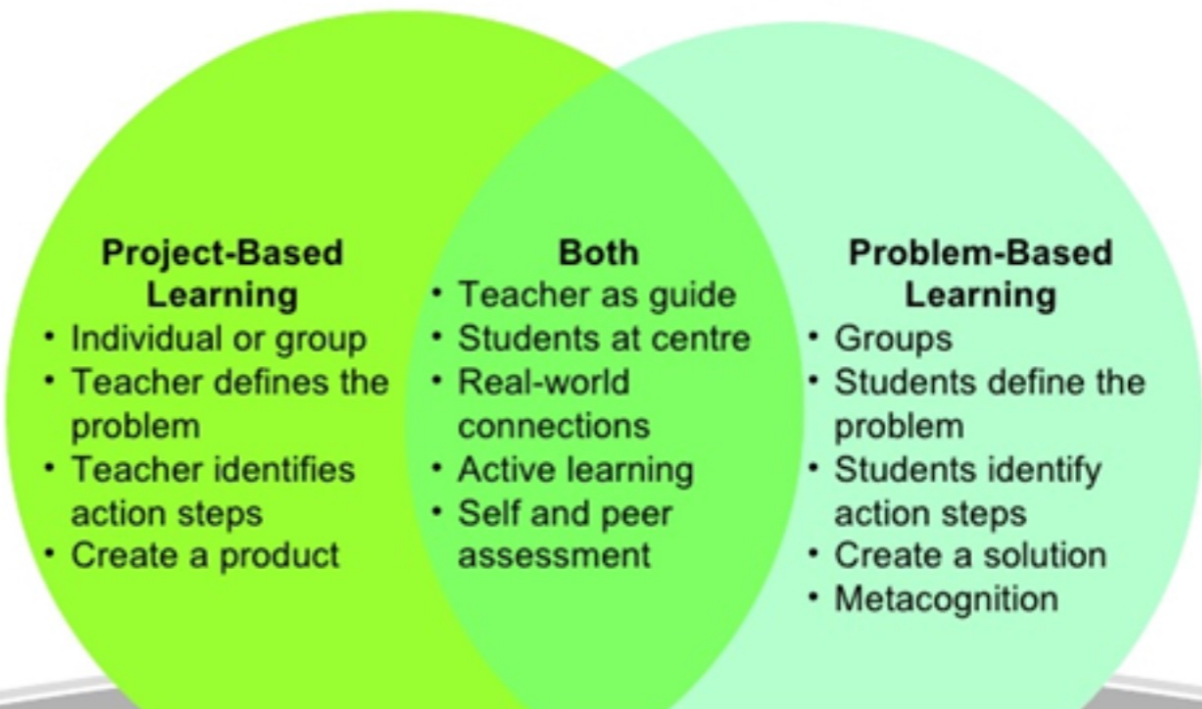 Project-Based
Learning
• Individual or group
• Teacher defines the
problem
• Teacher identifies
action steps
• Create a product
Both
• Teacher as guide
• Students at centre
• Real-world
connections
• Active learning
• Self and peer
assessment
Problem-Based
Learning
• Groups
• Students define the
problem
• Students identify
action steps
• Create a solution
• Metacognition